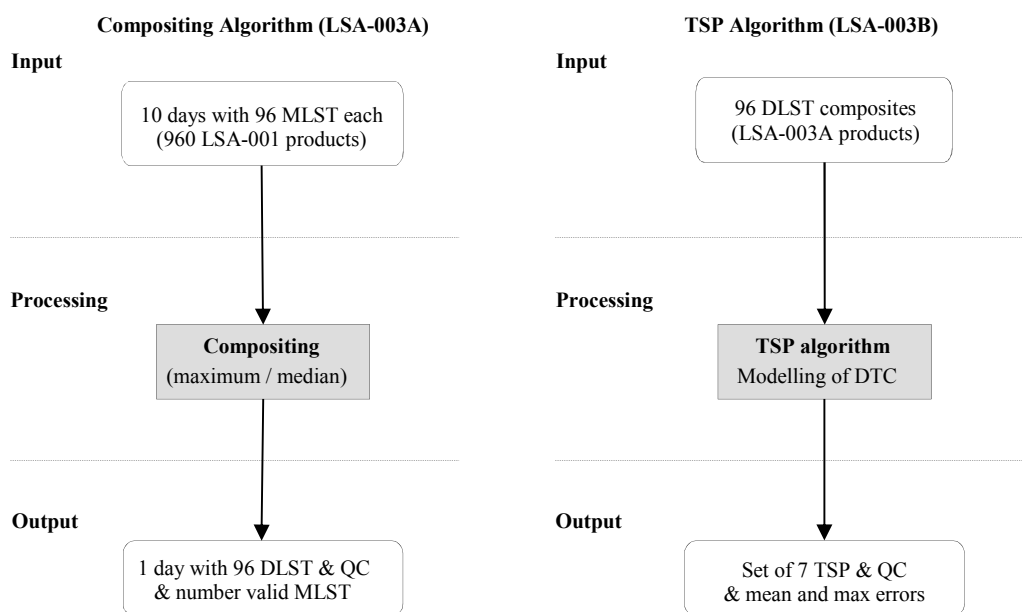 Compositing Algorithm (LSA-003A)
Input
10 days with 96 MLST each
(960 LSA-001 products)
Processing
Compositing
(maximum / median)
Output
1 day with 96 DLST & QC
& number valid MLST
TSP Algorithm (LSA-003B)
Input
96 DLST composites
(LSA-003A products)
Processing
TSP algorithm
Modelling of DTC
Output
Set of 7 TSP & QC
& mean and max errors